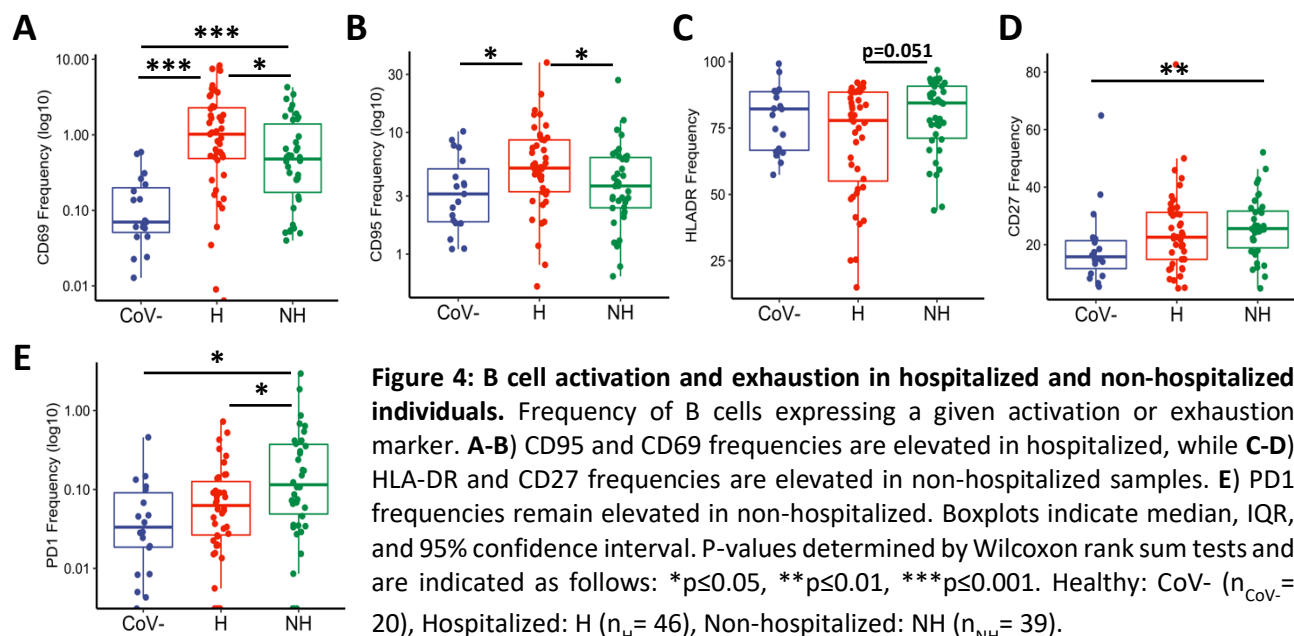 A
***
***
*
CD69 Frequency (log10)
10.00
1.00
0.10
0.01
CoV-
H
NH
B
*
*
CD95 Frequency (log10)
30
10
3
1
CoV-
H
NH
C
p=0.051
HLADR Frequency
100
75
50
25
CoV-
H
NH
D
**
CD27 Frequency
80
60
40
20
CoV-
H
NH
E
*
*
PD1 Frequency (log10)
1.00
0.10
0.01
CoV-
H
NH
Figure 4: B cell activation and exhaustion in hospitalized and non-hospitalized
individuals. Frequency of B cells expressing a given activation or exhaustion
marker. A-B) CD95 and CD69 frequencies are elevated in hospitalized, while C-D)
HLA-DR and CD27 frequencies are elevated in non-hospitalized samples. E) PD1
frequencies remain elevated in non-hospitalized. Boxplots indicate median, IQR,
and 95% confidence interval. P-values determined by Wilcoxon rank sum tests and
are indicated as follows: *p≤0.05, **p≤0.01, ***p≤0.001. Healthy: CoV- (nCoV-=
20), Hospitalized: H (nH= 46), Non-hospitalized: NH (nNH= 39).